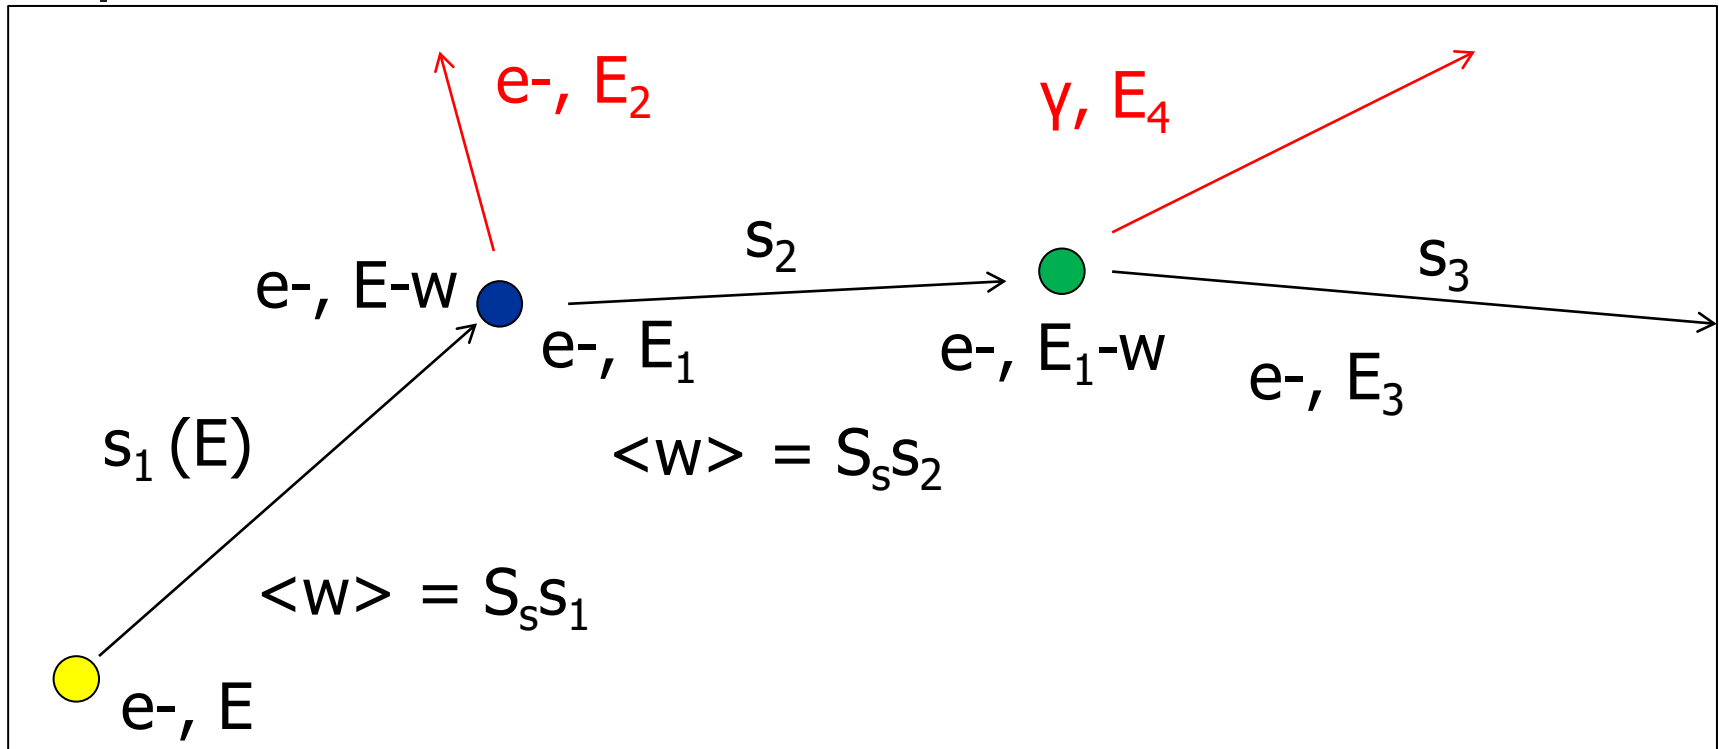 e-, E₂
γ, E₄
s₂
s₃
e-, E-w
e-, E₁
e-, E₁-w
e-, E₃
s₁ (E)
<w> = Sₛs₂
<w> = Sₛs₁
e-, E